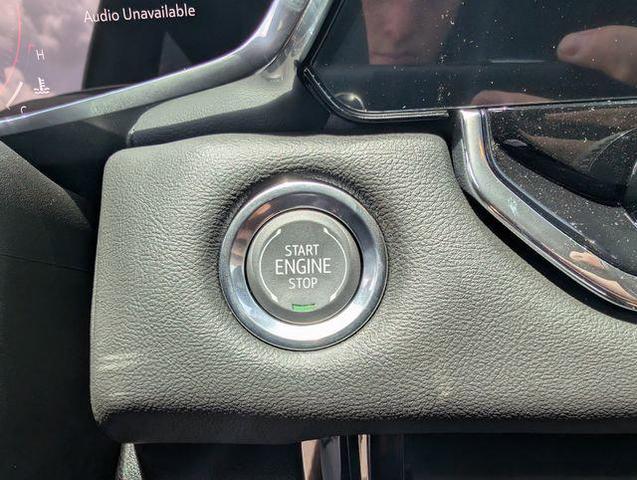 Audio Unavailable
H
C
START
ENGINE
STOP